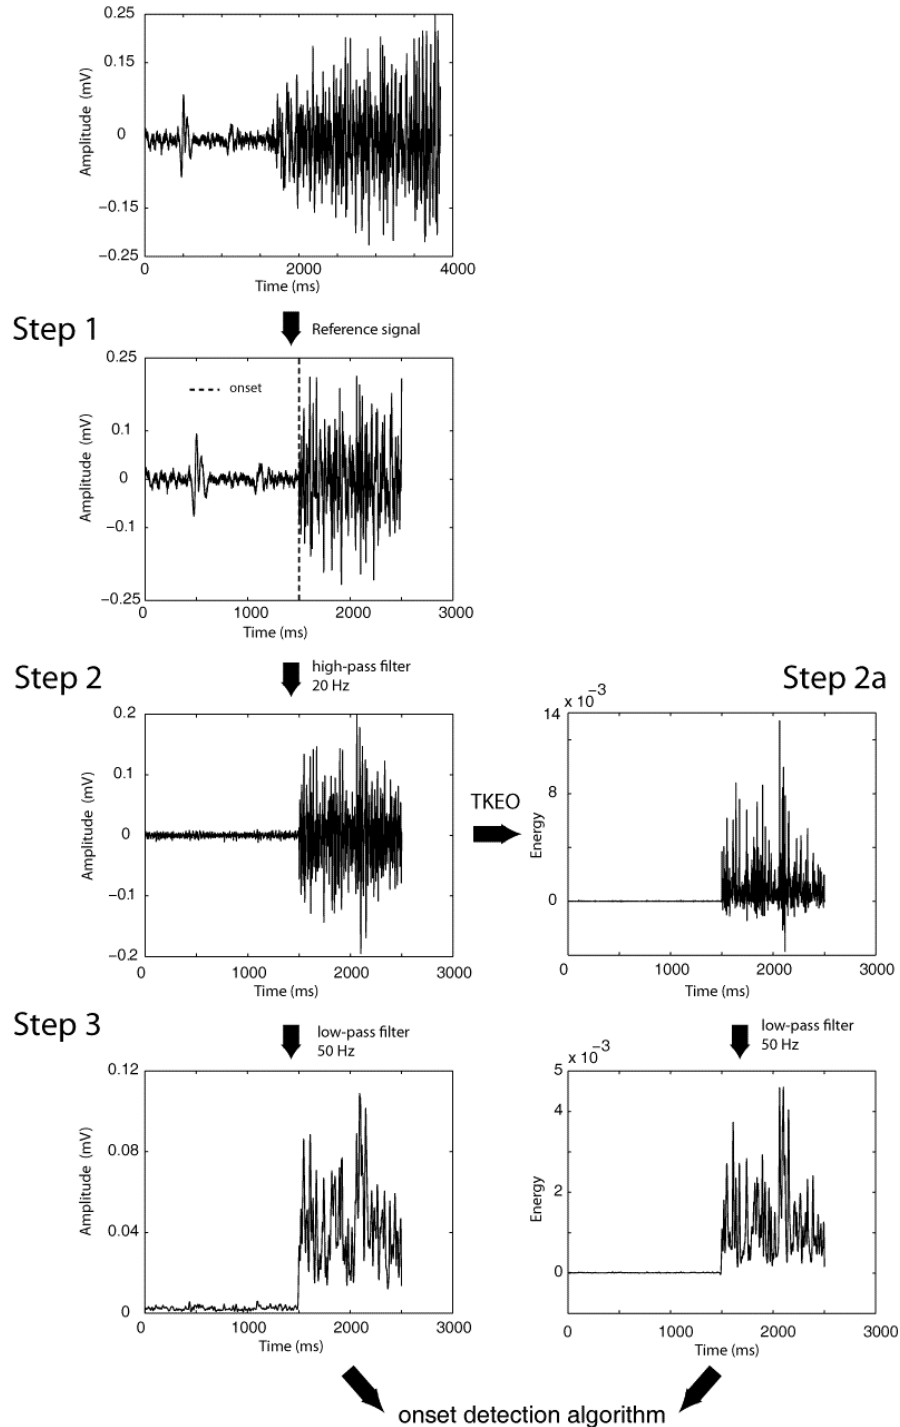 0.25
0.15
0
−0.15
−0.25
Amplitude (mV)
0 2000 4000
Time (ms)
Step 1
Reference signal
0.25
0.1
0
−0.1
−0.25
Amplitude (mV)
onset
0 1000 2000 3000
Time (ms)
Step 2
high-pass filter
20 Hz
Step 2a
0.2
0.1
0
−0.1
−0.2
Amplitude (mV)
0 1000 2000 3000
Time (ms)
TKEO
x 10−3
14
8
0
Energy
0 1000 2000 3000
Time (ms)
Step 3
low-pass filter
50 Hz
0.12
0.08
0.04
0
Amplitude (mV)
0 1000 2000 3000
Time (ms)
low-pass filter
50 Hz
x 10−3
5
4
2
0
Energy
0 1000 2000 3000
Time (ms)
onset detection algorithm